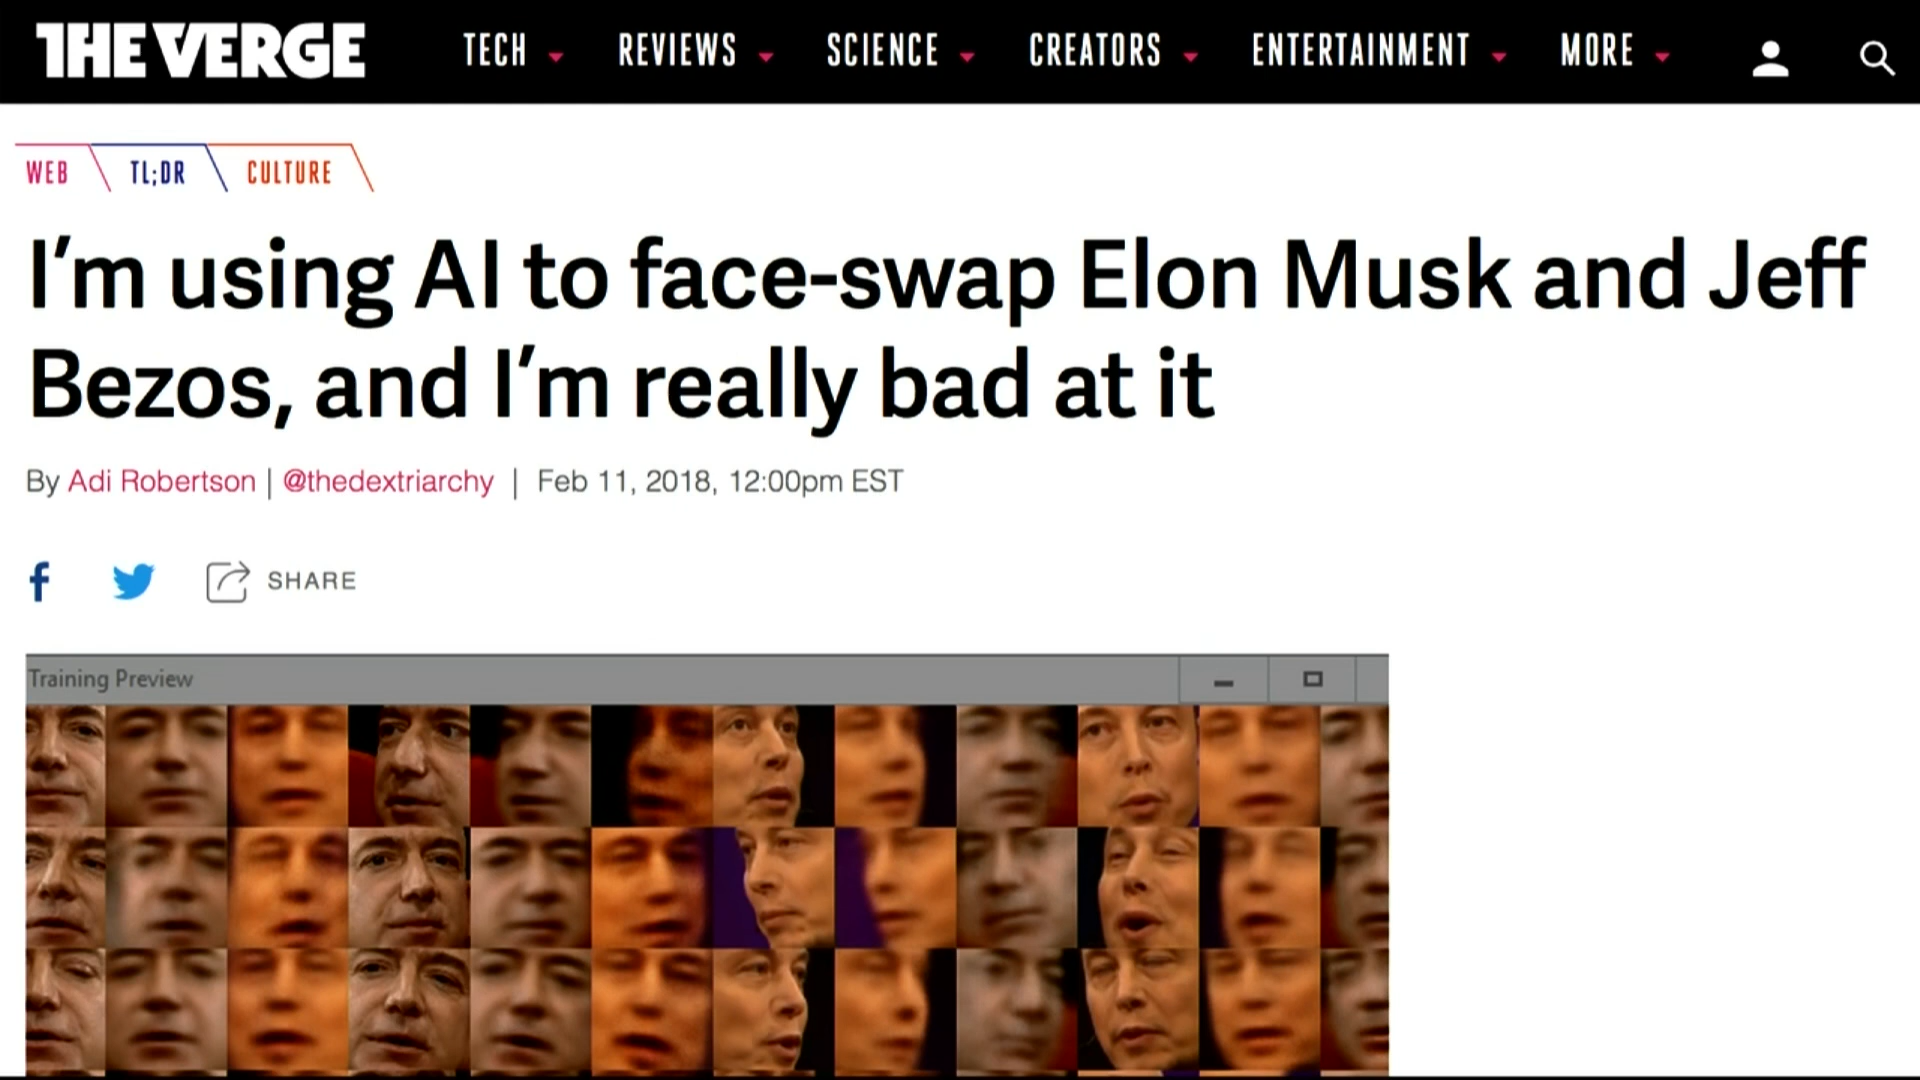 THE VERGE
TECH REVIEWS SCIENCE CREATORS ENTERTAINMENT MORE
WEB TL;DR CULTURE
I’m using AI to face-swap Elon Musk and Jeff
Bezos, and I’m really bad at it
By Adi Robertson | @thedextriarchy | Feb 11, 2018, 12:00pm EST
f SHARE
Training Preview